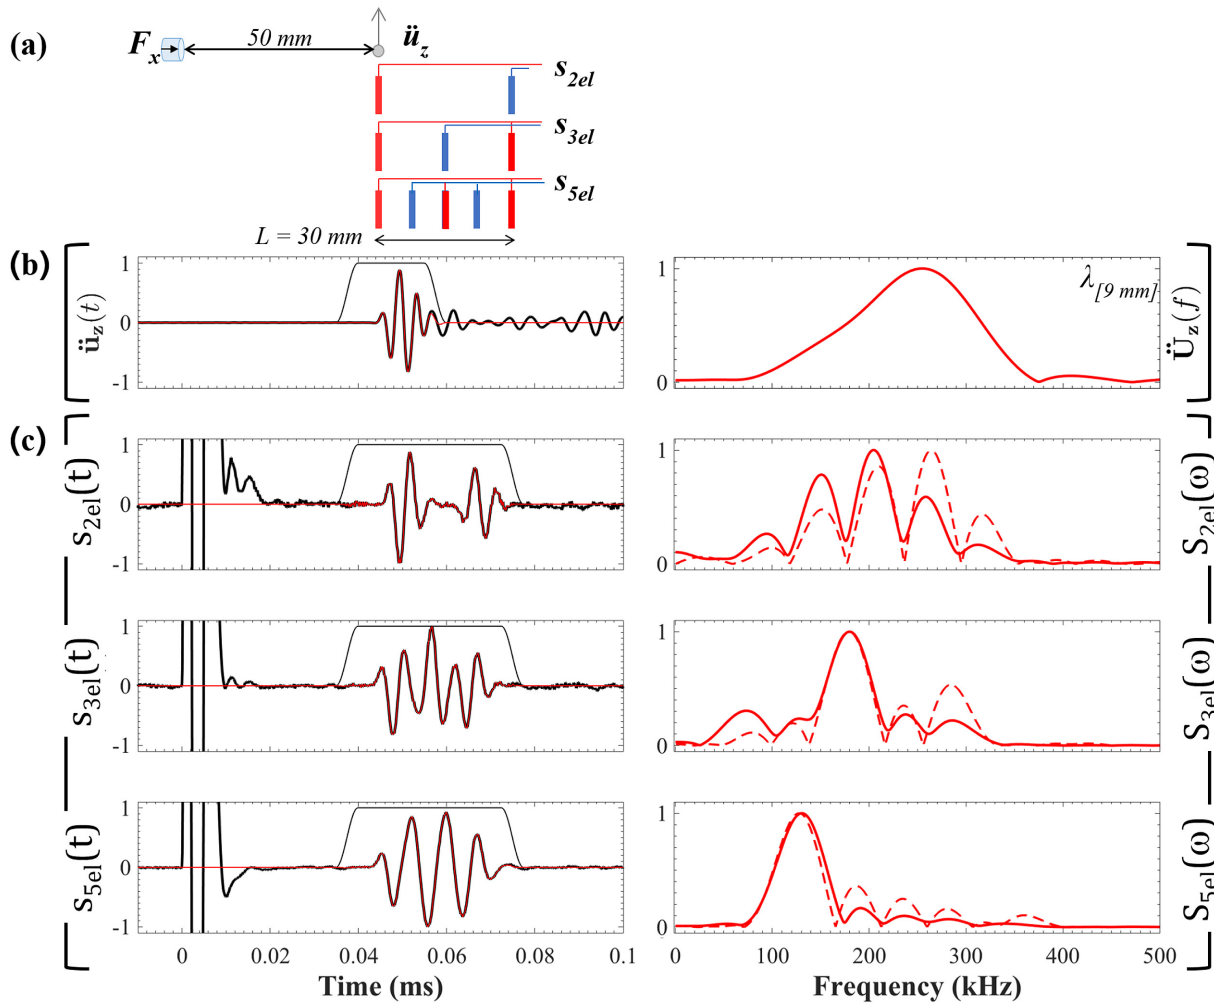 (a)
Fₓ
50 mm
ü_z
s_2el
s_3el
s_5el
L = 30 mm
(b)
ü_z(t)
1
0
-1
1
0
λ_[9 mm]
Ü_z(f)
(c)
S_2el(t)
1
0
-1
1
0
S_2el(ω)
S_3el(t)
1
0
-1
1
0
S_3el(ω)
S_5el(t)
1
0
-1
1
0
S_5el(ω)
0 0.02 0.04 0.06 0.08 0.1
0 100 200 300 400 500
Time (ms)
Frequency (kHz)